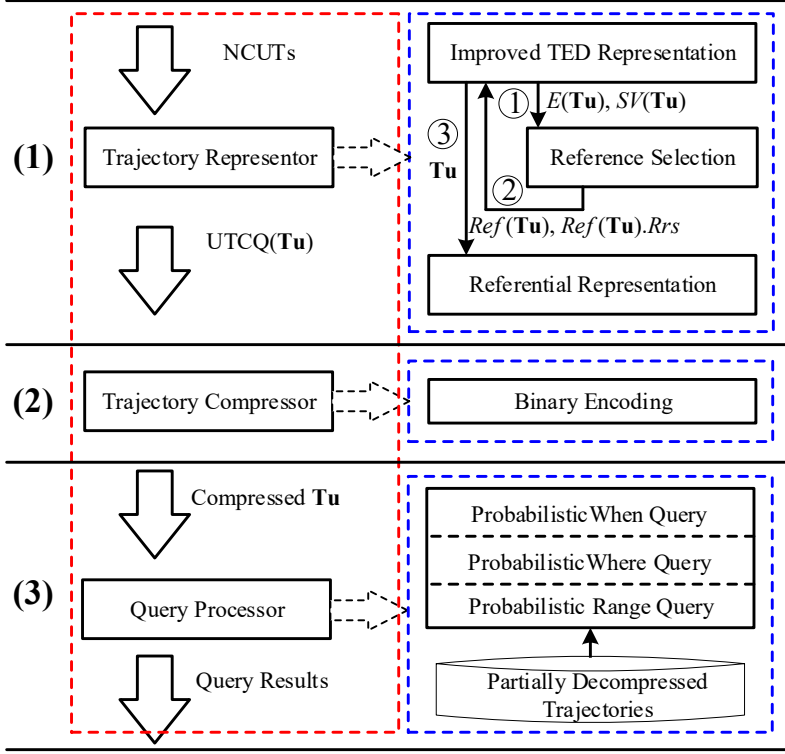 NCUTs
Improved TED Representation
① E(Tu), SV(Tu)
③
(1)
Trajectory Representor
Tu
Reference Selection
②
Ref(Tu), Ref(Tu).Rrs
UTCQ(Tu)
Referential Representation
(2)
Trajectory Compressor
Binary Encoding
Compressed Tu
Probabilistic When Query
Probabilistic Where Query
(3)
Query Processor
Probabilistic Range Query
Query Results
Partially Decompressed
Trajectories